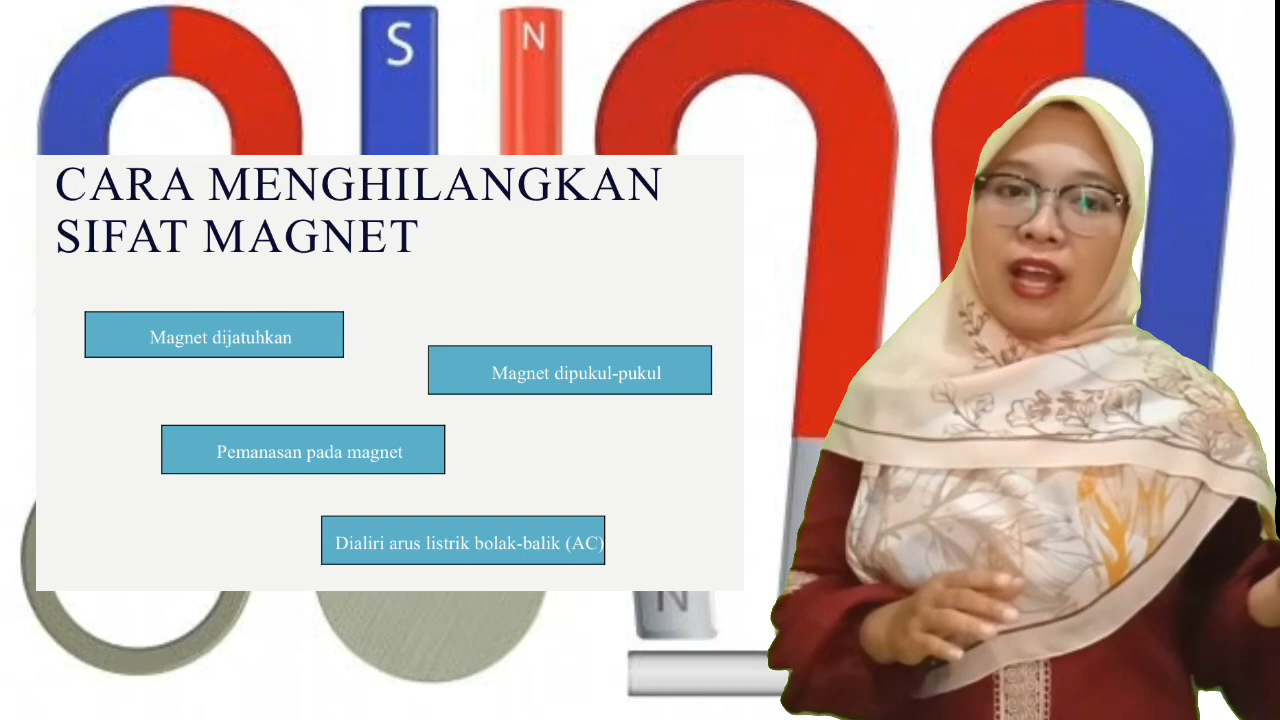 S
N
CARA MENGHILANGKAN
SIFAT MAGNET
Magnet dijatuhkan
Magnet dipukul-pukul
Pemanasan pada magnet
Dialiri arus listrik bolak-balik (AC)
N